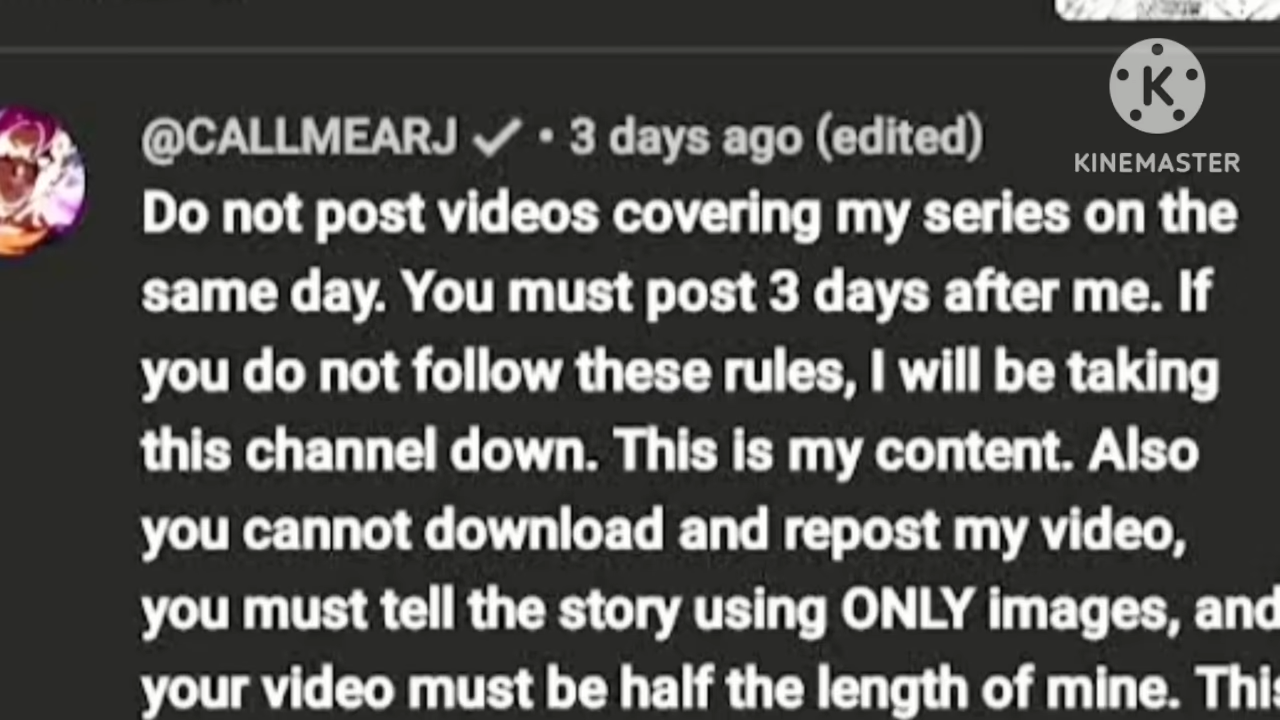 KINEMASTER
@CALLMEARJ ✓ • 3 days ago (edited)
Do not post videos covering my series on the
same day. You must post 3 days after me. If
you do not follow these rules, I will be taking
this channel down. This is my content. Also
you cannot download and repost my video,
you must tell the story using ONLY images, and
your video must be half the length of mine. This